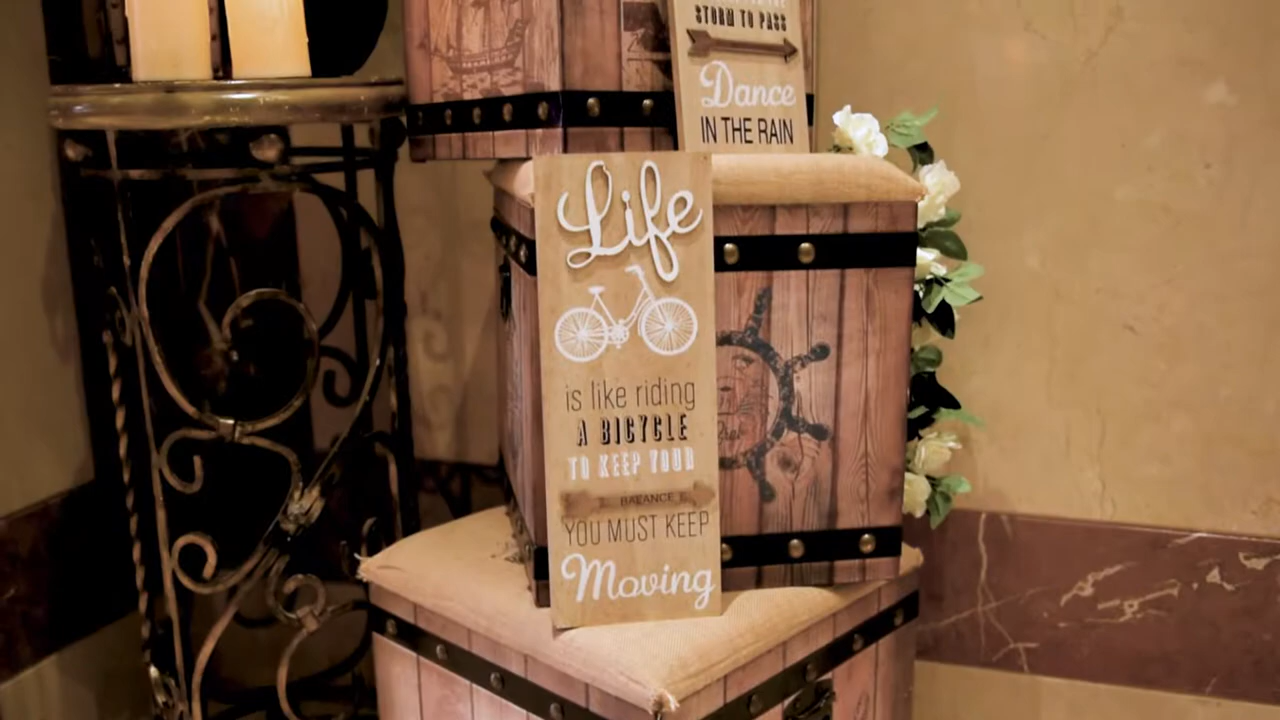 STORM TO PASS
Dance
IN THE RAIN
Life
is like riding
A BICYCLE
TO KEEP YOUR
BALANCE
YOU MUST KEEP
Moving